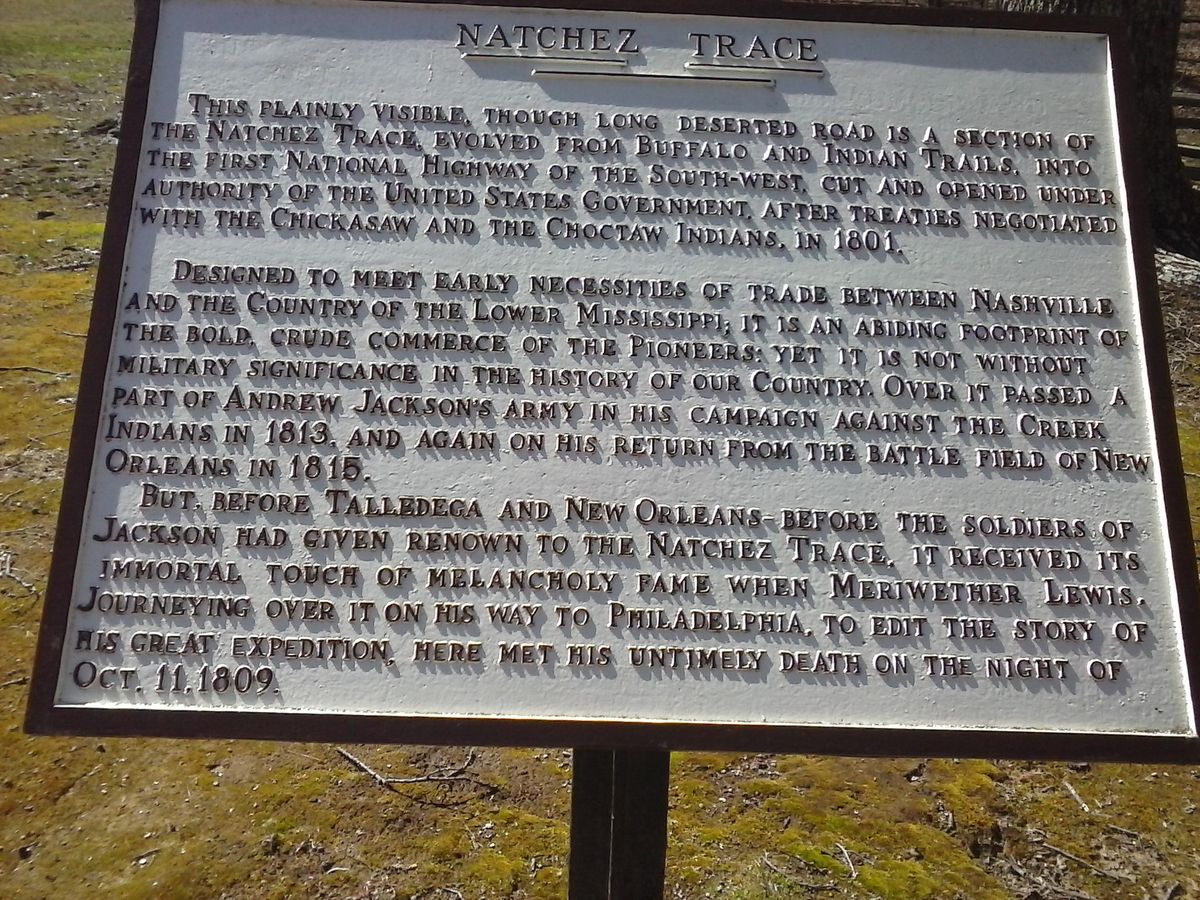 NATCHEZ TRACE
THIS PLAINLY VISIBLE, THOUGH LONG DESERTED ROAD IS A SECTION OF
THE NATCHEZ TRACE, EVOLVED FROM BUFFALO AND INDIAN TRAILS, INTO
THE FIRST NATIONAL HIGHWAY OF THE SOUTH-WEST, CUT AND OPENED UNDER
AUTHORITY OF THE UNITED STATES GOVERNMENT, AFTER TREATIES NEGOTIATED
WITH THE CHICKASAW AND THE CHOCTAW INDIANS, IN 1801.
DESIGNED TO MEET EARLY NECESSITIES OF TRADE BETWEEN NASHVILLE
AND THE COUNTRY OF THE LOWER MISSISSIPPI; IT IS AN ABIDING FOOTPRINT OF
THE BOLD, CRUDE COMMERCE OF THE PIONEERS; YET IT IS NOT WITHOUT
MILITARY SIGNIFICANCE IN THE HISTORY OF OUR COUNTRY. OVER IT PASSED A
PART OF ANDREW JACKSON'S ARMY IN HIS CAMPAIGN AGAINST THE CREEK
INDIANS IN 1813, AND AGAIN ON HIS RETURN FROM THE BATTLE FIELD OF NEW
ORLEANS IN 1815.
BUT, BEFORE TALLEDEGA AND NEW ORLEANS-BEFORE THE SOLDIERS OF
JACKSON HAD GIVEN RENOWN TO THE NATCHEZ TRACE, IT RECEIVED ITS
IMMORTAL TOUCH OF MELANCHOLY FAME WHEN MERIWETHER LEWIS,
JOURNEYING OVER IT ON HIS WAY TO PHILADELPHIA, TO EDIT THE STORY OF
HIS GREAT EXPEDITION, HERE MET HIS UNTIMELY DEATH ON THE NIGHT OF
OCT. 11, 1809.